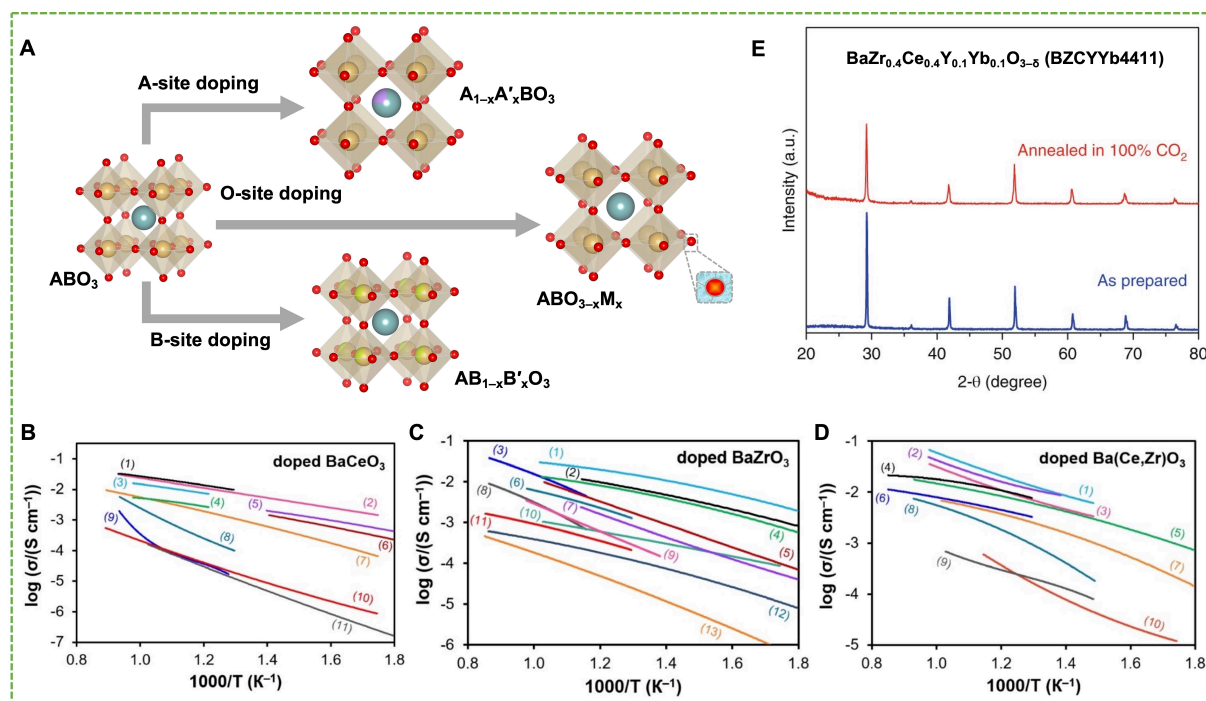 A
A-site doping
A1–xA′xBO3
O-site doping
ABO3
ABO3–xMx
B-site doping
AB1–xB′xO3
E
BaZr0.4Ce0.4Y0.1Yb0.1O3–δ (BZCYYb4411)
Intensity (a.u.)
Annealed in 100% CO2
As prepared
20 30 40 50 60 70 80
2-θ (degree)
B
doped BaCeO3
log (σ/(S cm⁻¹))
-1
-2
-3
-4
-5
-6
-7
(1)
(2)
(3)
(4)
(5)
(6)
(7)
(8)
(9)
(10)
(11)
0.8 1.0 1.2 1.4 1.6 1.8
1000/T (K⁻¹)
C
doped BaZrO3
log (σ/(S cm⁻¹))
-1
-2
-3
-4
-5
-6
(1)
(2)
(3)
(4)
(5)
(6)
(7)
(8)
(9)
(10)
(11)
(12)
(13)
0.8 1.0 1.2 1.4 1.6 1.8
1000/T (K⁻¹)
D
doped Ba(Ce,Zr)O3
log (σ/(S cm⁻¹))
-1
-2
-3
-4
-5
(1)
(2)
(3)
(4)
(5)
(6)
(7)
(8)
(9)
(10)
0.8 1.0 1.2 1.4 1.6 1.8
1000/T (K⁻¹)